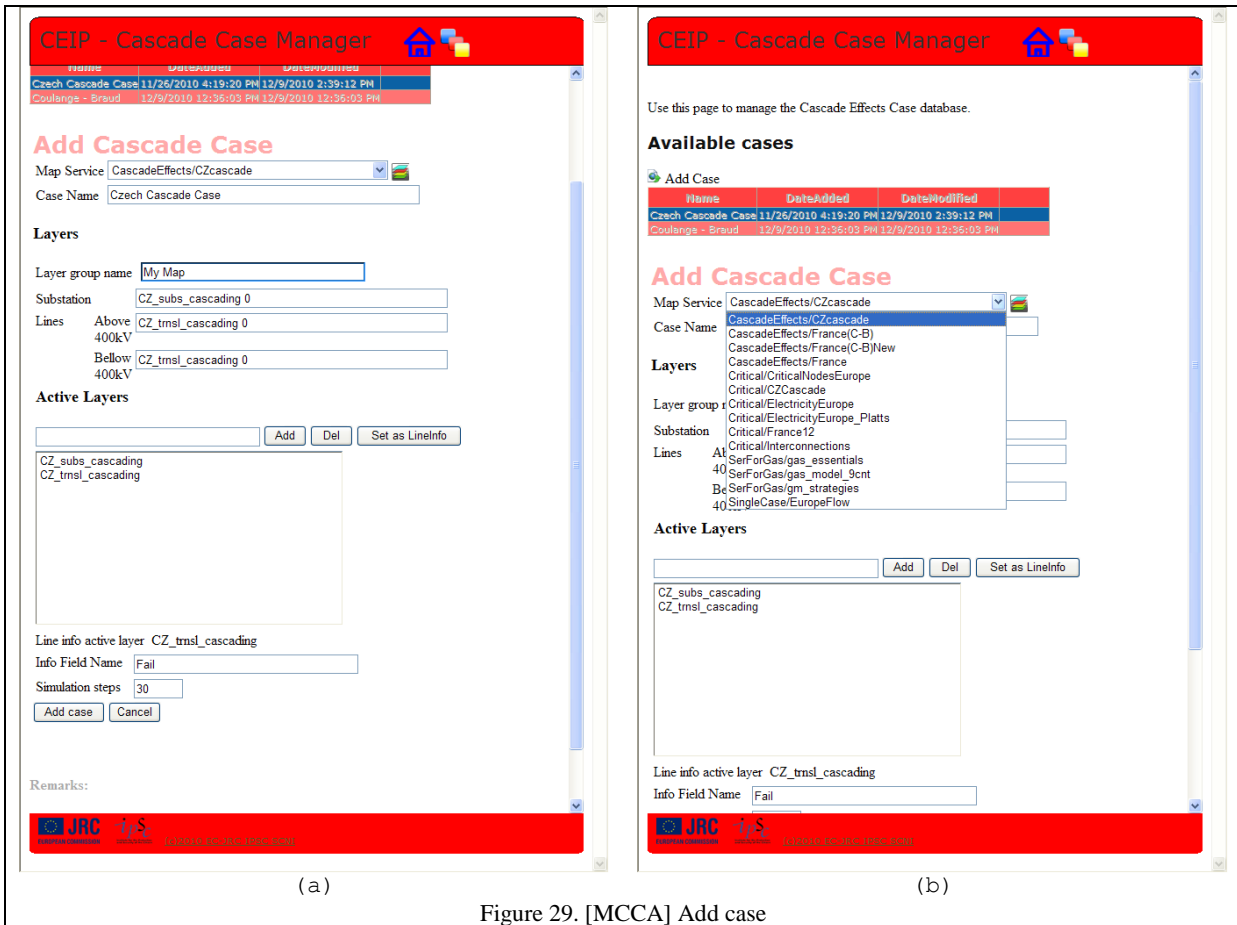 CEIP - Cascade Case Manager
Name DateAdded DateModified
Czech Cascade Case 11/26/2010 4:19:20 PM 12/9/2010 2:39:12 PM
Coulange - Braud 12/9/2010 12:36:03 PM 12/9/2010 12:36:03 PM
Add Cascade Case
Map Service CascadeEffects/CZcascade
Case Name Czech Cascade Case
Layers
Layer group name My Map
Substation CZ_subs_cascading 0
Lines Above 400kV CZ_trnsl_cascading 0
Bellow 400kV CZ_trnsl_cascading 0
Active Layers
Add Del Set as LineInfo
CZ_subs_cascading
CZ_trnsl_cascading
Line info active layer CZ_trnsl_cascading
Info Field Name Fail
Simulation steps 30
Add case Cancel
Remarks:
JRC
EUROPEAN COMMISSION
(a)
CEIP - Cascade Case Manager
Use this page to manage the Cascade Effects Case database.
Available cases
Add Case
Name DateAdded DateModified
Czech Cascade Case 11/26/2010 4:19:20 PM 12/9/2010 2:39:12 PM
Coulange - Braud 12/9/2010 12:36:03 PM 12/9/2010 12:36:03 PM
Add Cascade Case
Map Service CascadeEffects/CZcascade
Case Name
CascadeEffects/CZcascade
CascadeEffects/France(C-B)
CascadeEffects/France(C-B)New
CascadeEffects/France
Critical/CriticalNodesEurope
Critical/CZCascade
Critical/ElectricityEurope
Critical/ElectricityEurope_Platts
Critical/France12
Critical/Interconnections
SerForGas/gas_essentials
SerForGas/gas_model_9cnt
SerForGas/gm_strategies
SingleCase/EuropeFlow
Layers
Layer group
Substation
Lines
Active Layers
Add Del Set as LineInfo
CZ_subs_cascading
CZ_trnsl_cascading
Line info active layer CZ_trnsl_cascading
Info Field Name Fail
JRC
EUROPEAN COMMISSION
(b)
Figure 29. [MCCA] Add case